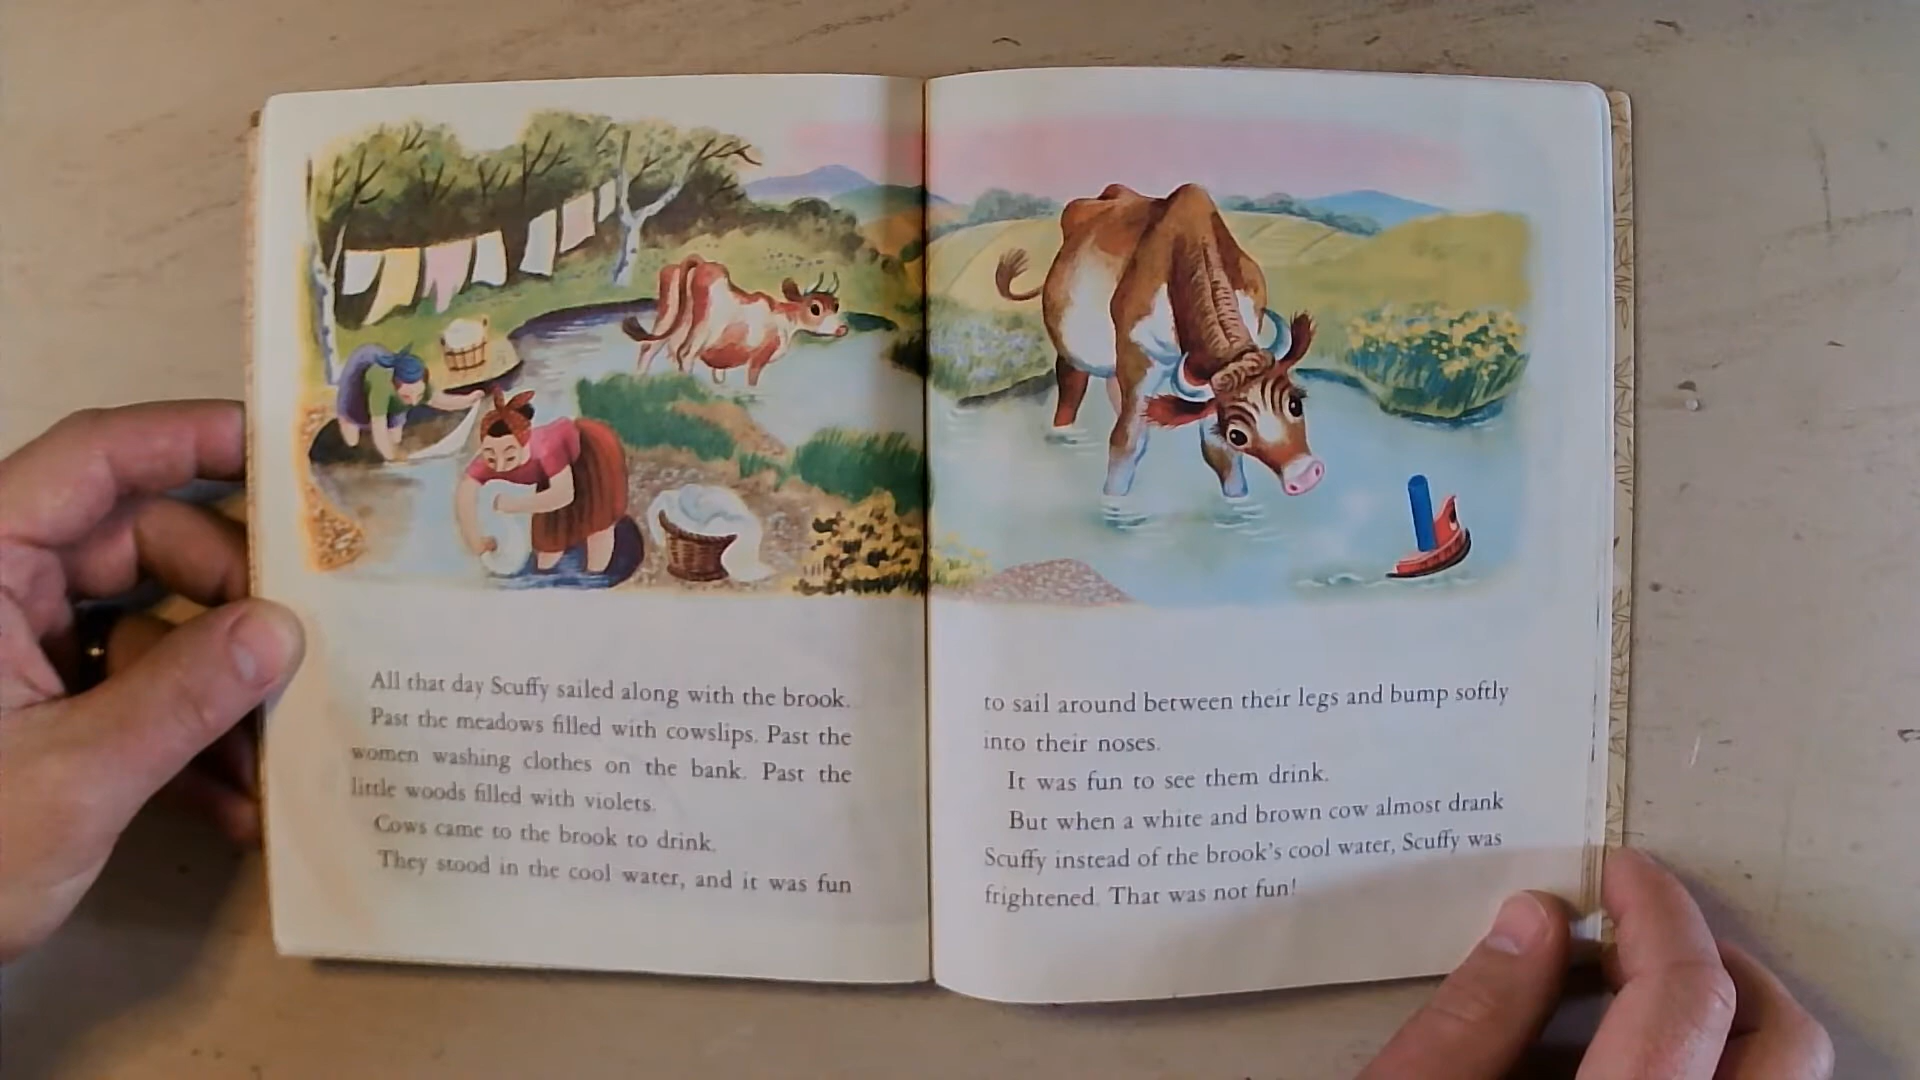 All that day Scuffy sailed along with the brook.
Past the meadows filled with cowslips. Past the
women washing clothes on the bank. Past the
little woods filled with violets.
Cows came to the brook to drink.
They stood in the cool water, and it was fun
to sail around between their legs and bump softly
into their noses.
It was fun to see them drink.
But when a white and brown cow almost drank
Scuffy instead of the brook's cool water, Scuffy was
frightened. That was not fun!